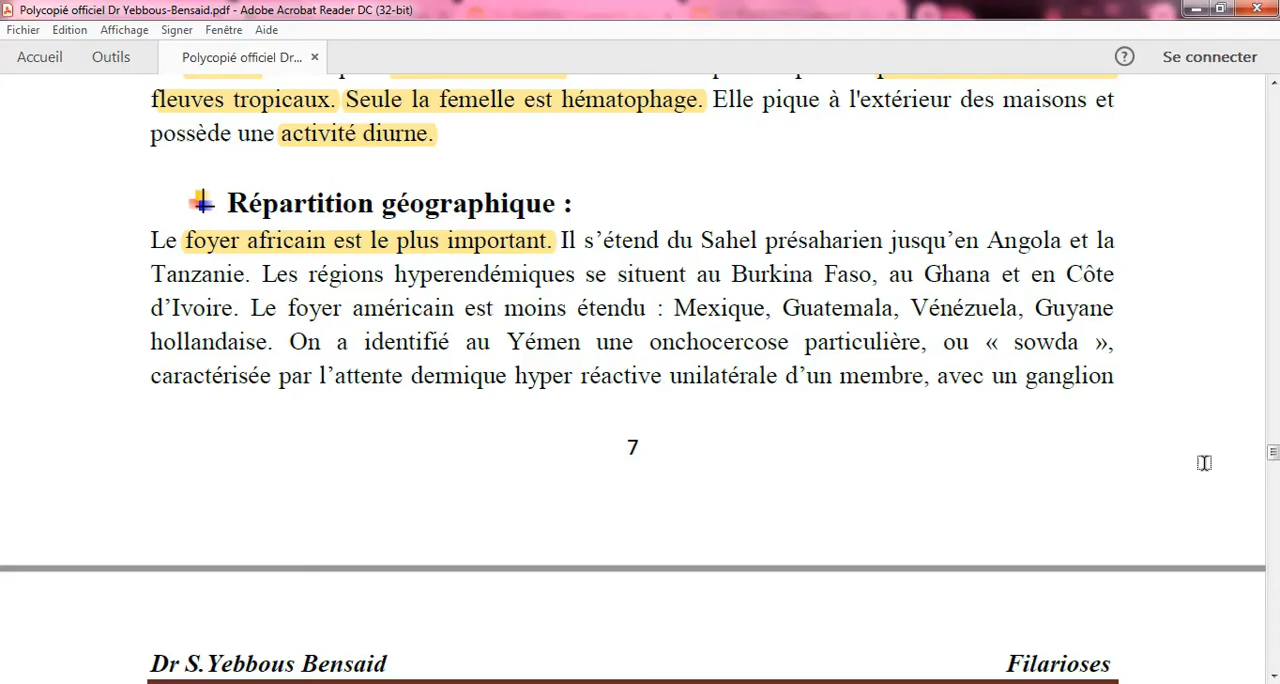 Polycopié officiel Dr Yebbous-Bensaid.pdf - Adobe Acrobat Reader DC (32-bit)
Fichier Edition Affichage Signer Fenêtre Aide
Accueil Outils Polycopié officiel Dr... × ? Se connecter
fleuves tropicaux. Seule la femelle est hématophage. Elle pique à l'extérieur des maisons et
possède une activité diurne.
Répartition géographique :
Le foyer africain est le plus important. Il s’étend du Sahel présaharien jusqu’en Angola et la
Tanzanie. Les régions hyperendémiques se situent au Burkina Faso, au Ghana et en Côte
d’Ivoire. Le foyer américain est moins étendu : Mexique, Guatemala, Vénézuela, Guyane
hollandaise. On a identifié au Yémen une onchocercose particulière, ou « sowda »,
caractérisée par l’attente dermique hyper réactive unilatérale d’un membre, avec un ganglion
7
Dr S.Yebbous Bensaid Filarioses